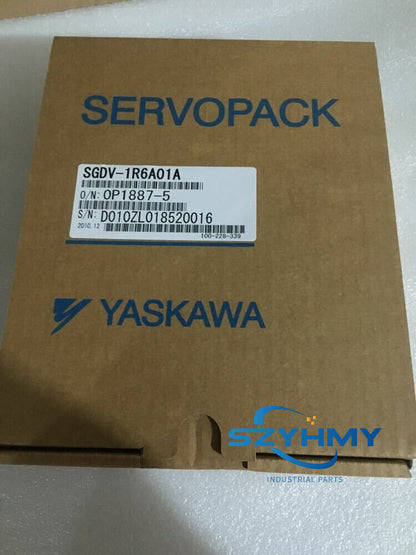 SERVOPACK
SGDV-1R6A01A
O/N: OP1887-5
S/N: D010ZL018520016
2010.12
100-228-339
YASKAWA
SZYHMY
INDUSTRIAL PARTS